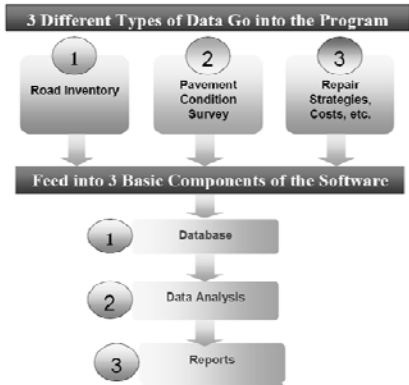 3 Different Types of Data Go into the Program
1
2
3
Road Inventory
Pavement
Condition
Survey
Repair
Strategies,
Costs, etc.
Feed into 3 Basic Components of the Software
1
Database
2
Data Analysis
3
Reports